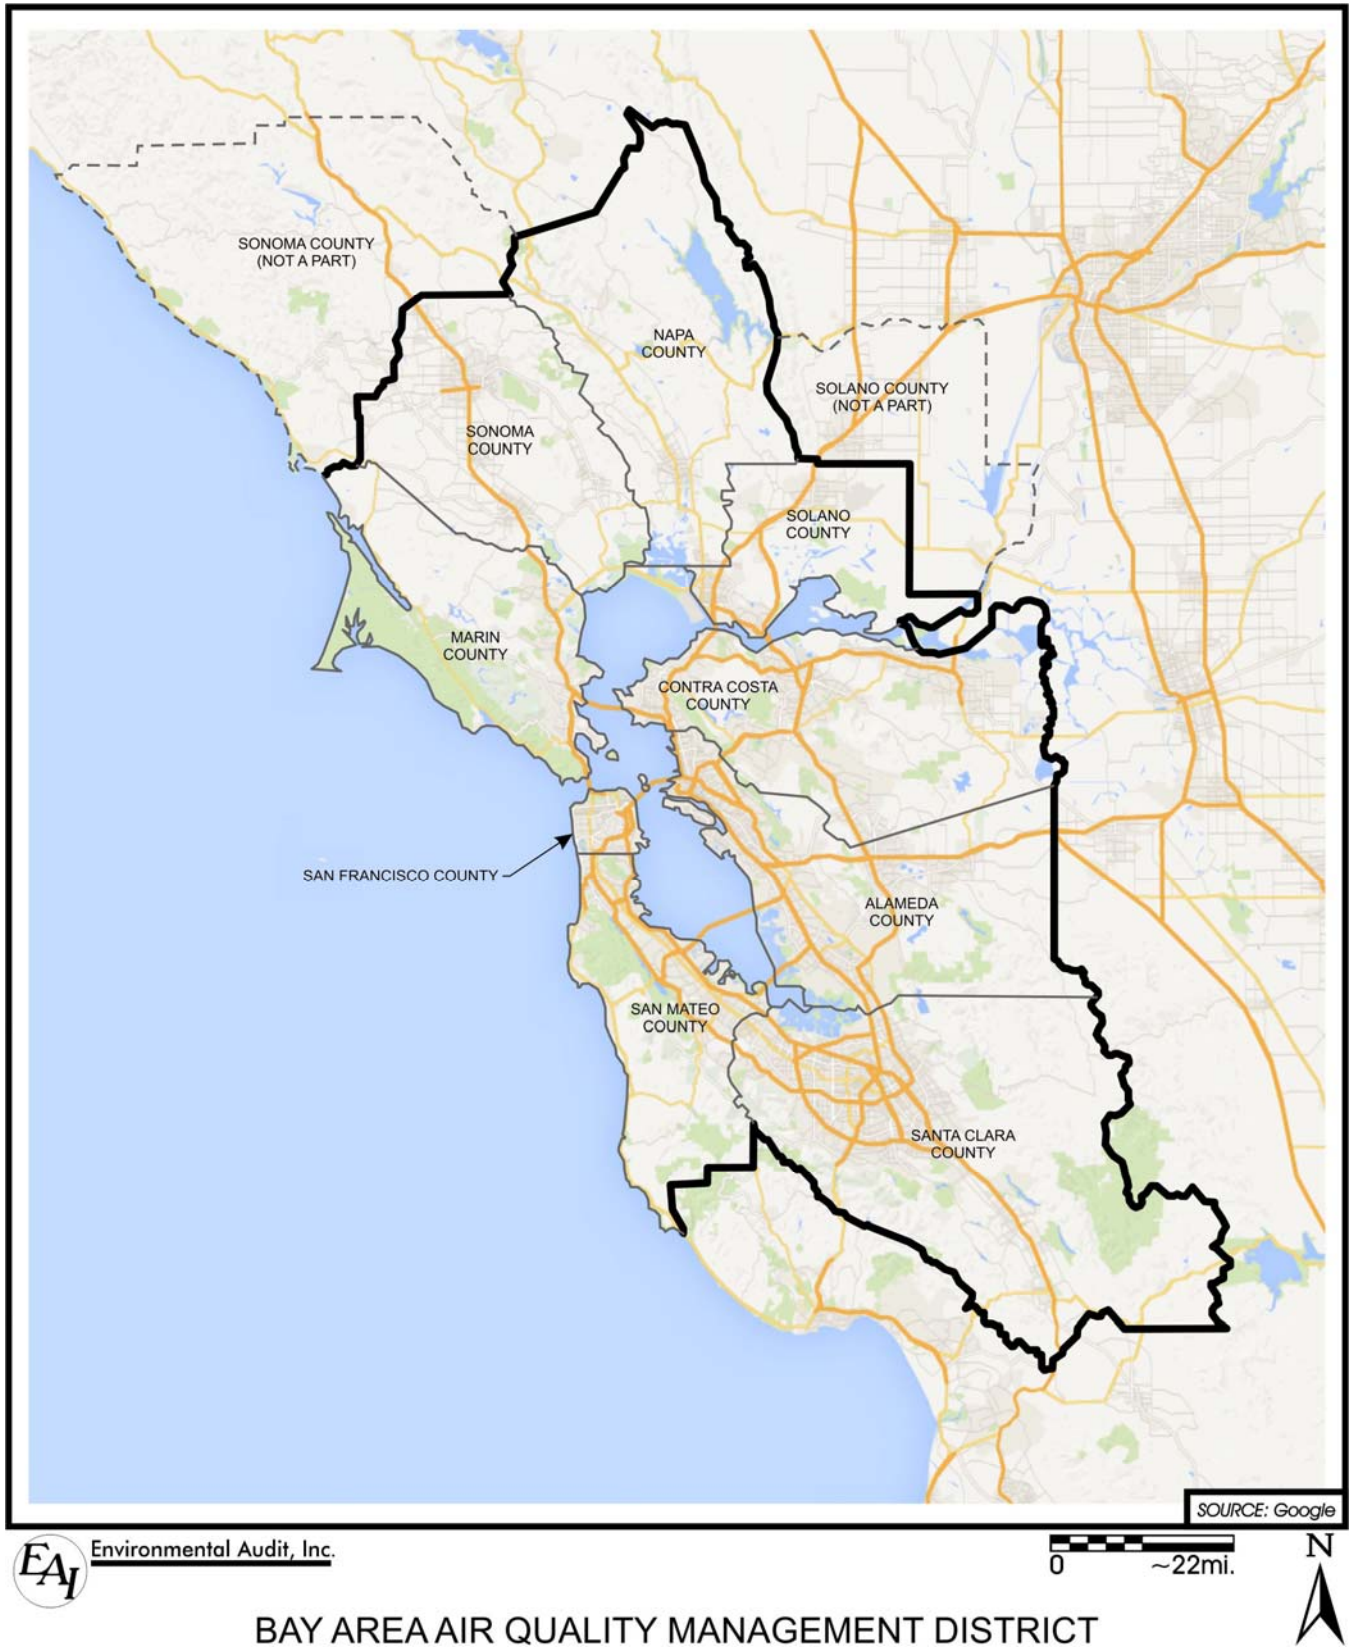 SONOMA COUNTY
(NOT A PART)
NAPA
COUNTY
SOLANO COUNTY
(NOT A PART)
SONOMA
COUNTY
SOLANO
COUNTY
MARIN
COUNTY
CONTRA COSTA
COUNTY
SAN FRANCISCO COUNTY
ALAMEDA
COUNTY
SAN MATEO
COUNTY
SANTA CLARA
COUNTY
SOURCE: Google
EAI
Environmental Audit, Inc.
0 ~22mi.
N
BAY AREA AIR QUALITY MANAGEMENT DISTRICT